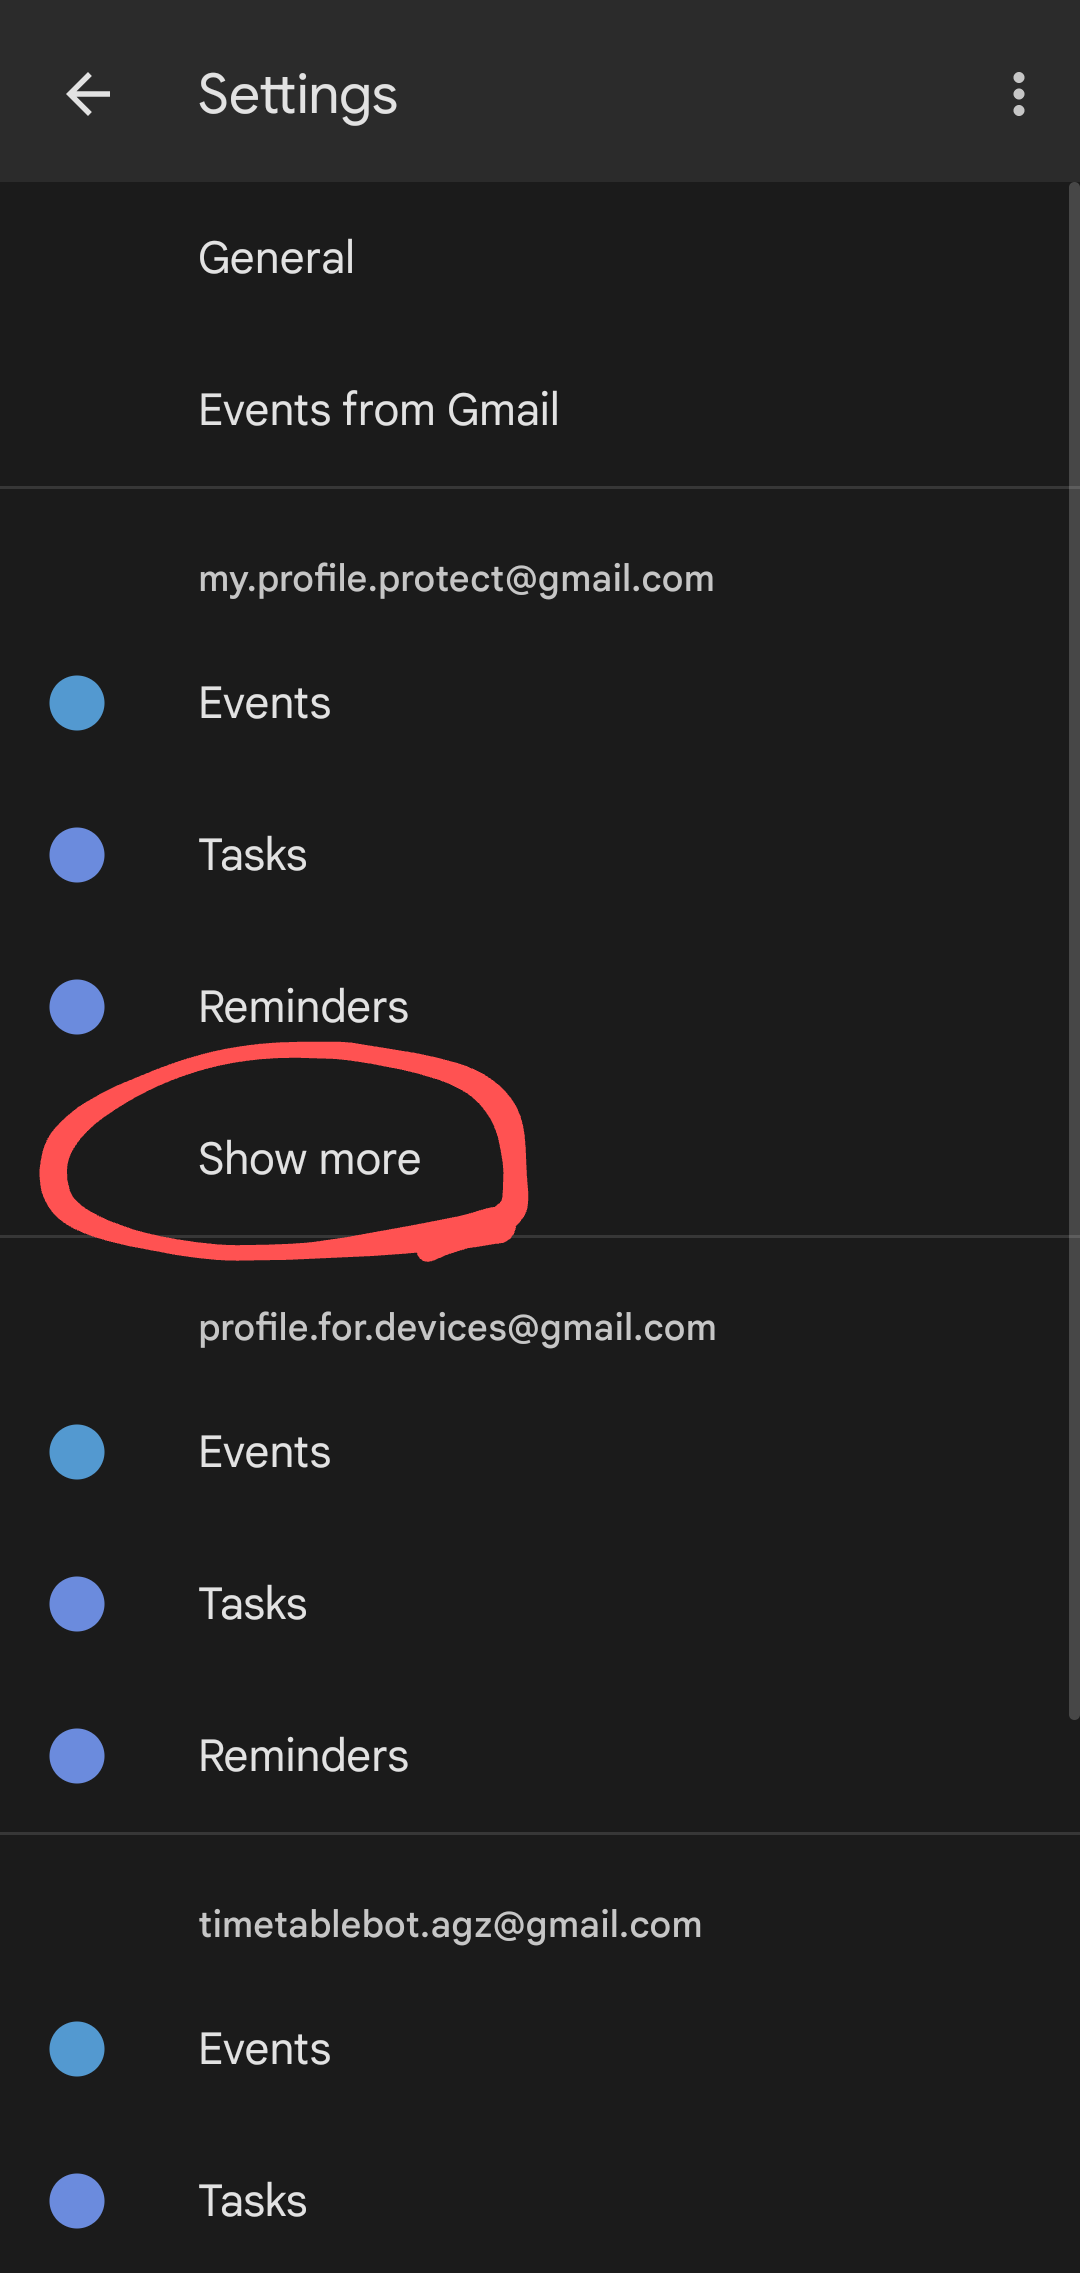 Settings
General
Events from Gmail
my.profile.protect@gmail.com
Events
Tasks
Reminders
Show more
profile.for.devices@gmail.com
Events
Tasks
Reminders
timetablebot.agz@gmail.com
Events
Tasks